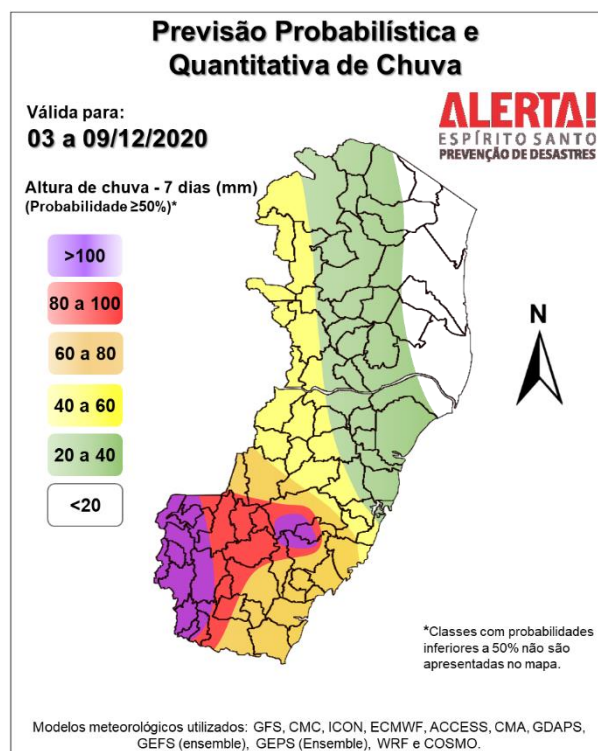 Previsão Probabilística e
Quantitativa de Chuva
Válida para:
03 a 09/12/2020
ALERTA!
ESPÍRITO SANTO
PREVENÇÃO DE DESASTRES
Altura de chuva - 7 dias (mm)
(Probabilidade ≥50%)*
>100
80 a 100
60 a 80
40 a 60
20 a 40
<20
N
*Classes com probabilidades
inferiores a 50% não são
apresentadas no mapa.
Modelos meteorológicos utilizados: GFS, CMC, ICON, ECMWF, ACCESS, CMA, GDAPS,
GEFS (ensemble), GEPS (Ensemble), WRF e COSMO.